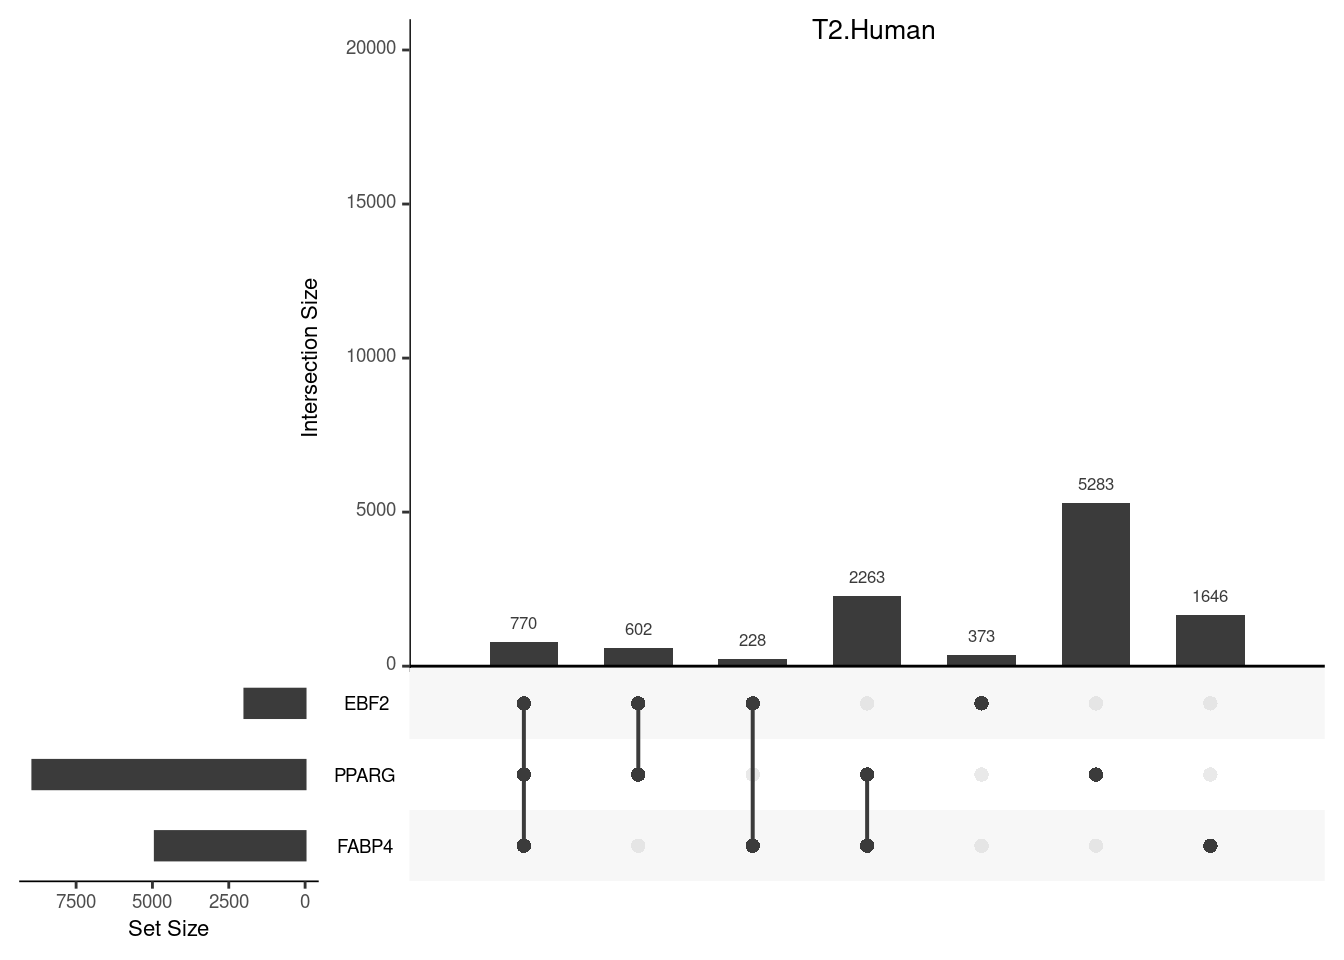 T2.Human
20000
15000
10000
5000
0
Intersection Size
770
602
228
2263
373
5283
1646
EBF2
PPARG
FABP4
7500 5000 2500 0
Set Size